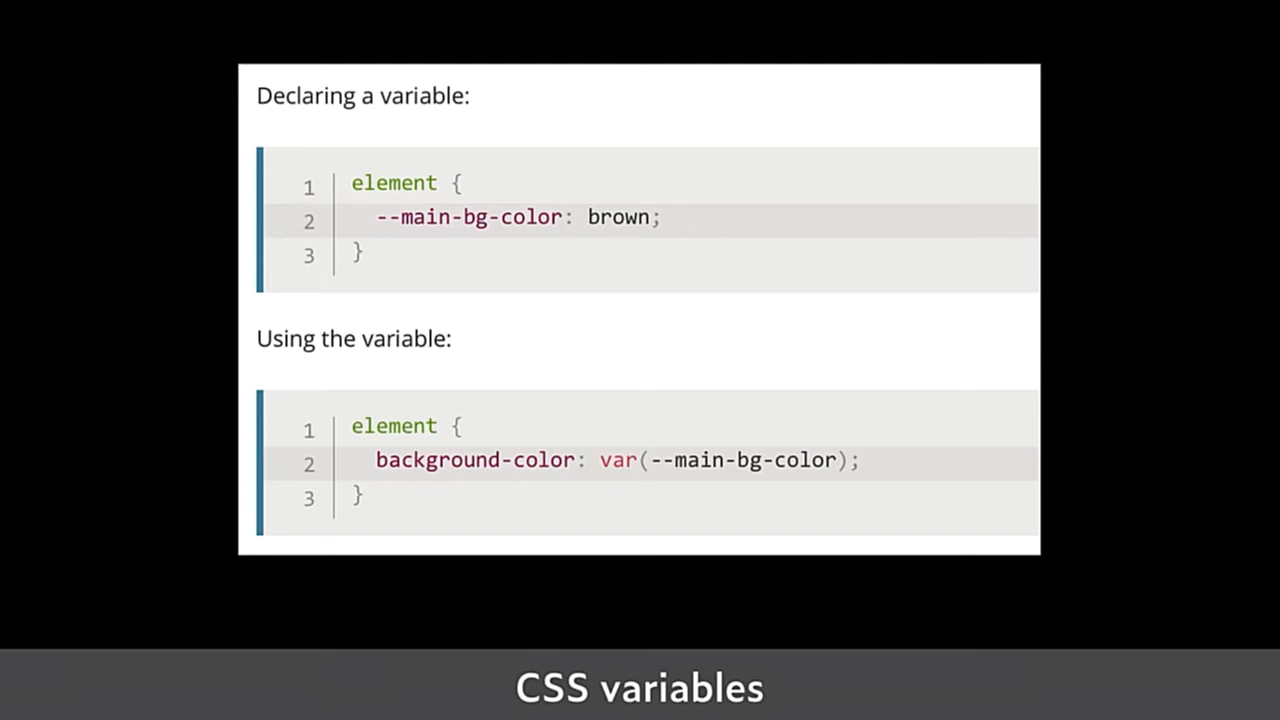 Declaring a variable:
1 element {
2 --main-bg-color: brown;
3 }
Using the variable:
1 element {
2 background-color: var(--main-bg-color);
3 }
CSS variables